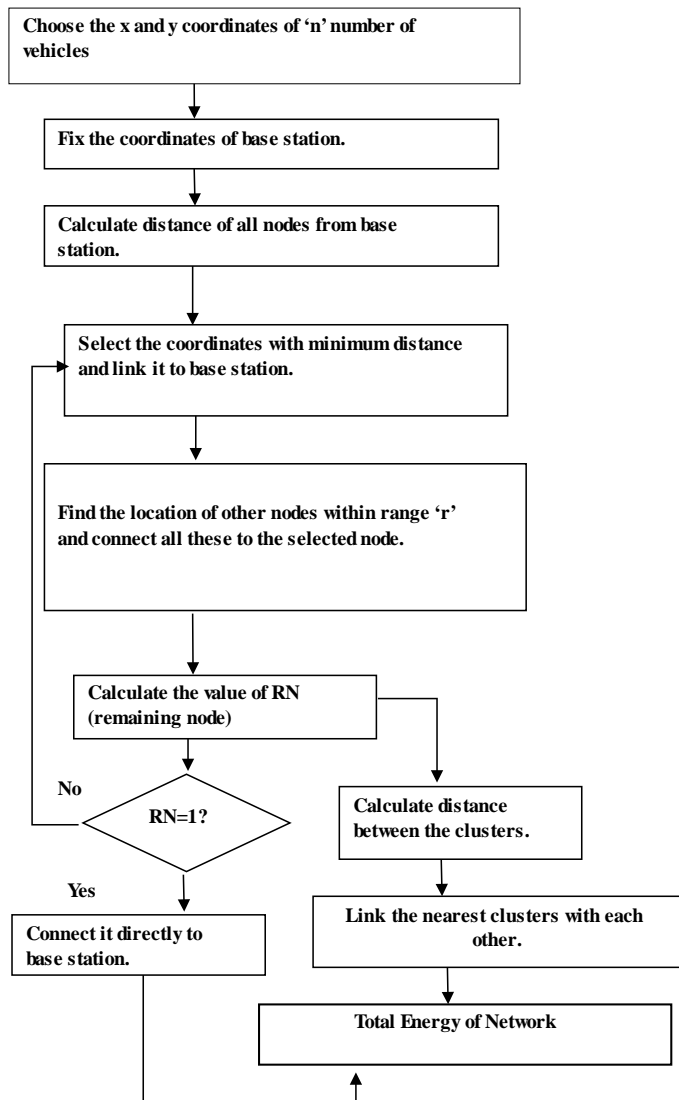 Choose the x and y coordinates of ‘n’ number of
vehicles
Fix the coordinates of base station.
Calculate distance of all nodes from base
station.
Select the coordinates with minimum distance
and link it to base station.
Find the location of other nodes within range ‘r’
and connect all these to the selected node.
Calculate the value of RN
(remaining node)
No
RN=1?
Calculate distance
between the clusters.
Yes
Connect it directly to
base station.
Link the nearest clusters with each
other.
Total Energy of Network